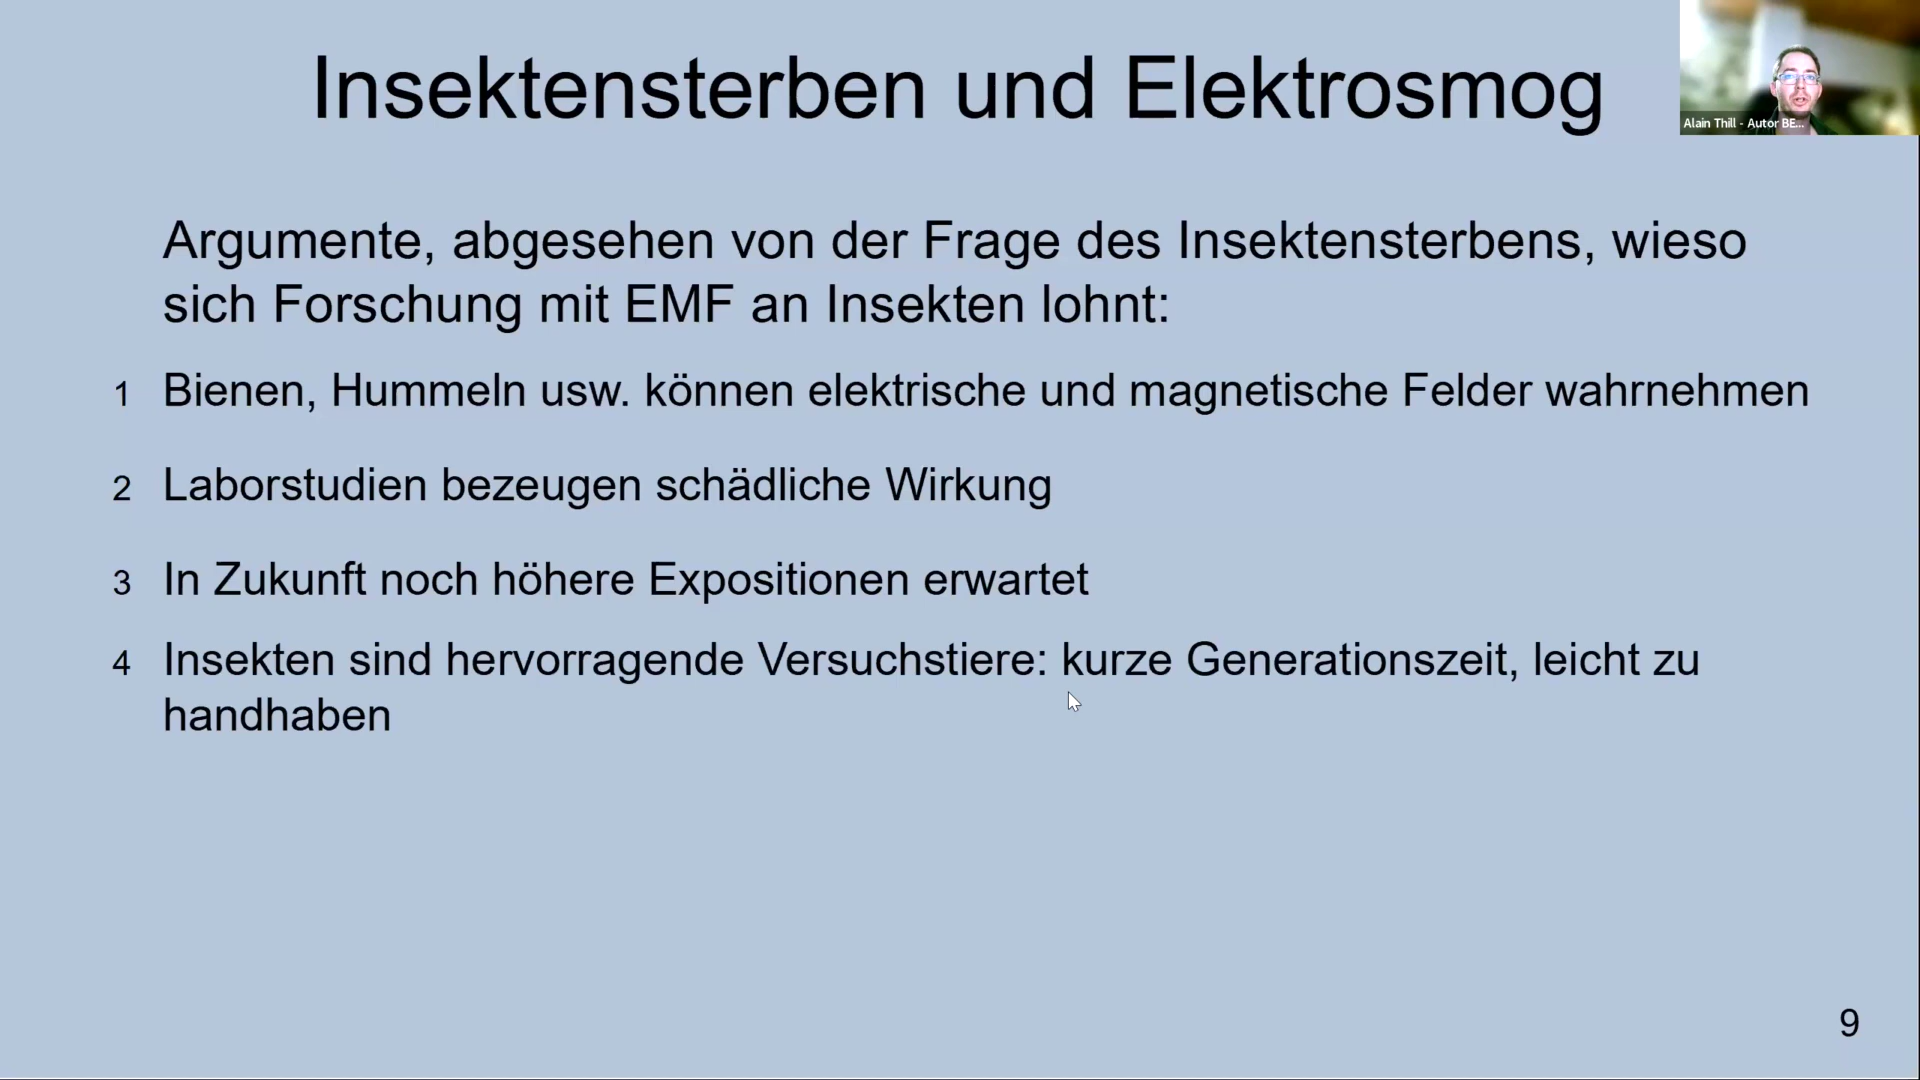 Insektensterben und Elektrosmog
Alain Thill - Autor BE...
Argumente, abgesehen von der Frage des Insektensterbens, wieso
sich Forschung mit EMF an Insekten lohnt:
1 Bienen, Hummeln usw. können elektrische und magnetische Felder wahrnehmen
2 Laborstudien bezeugen schädliche Wirkung
3 In Zukunft noch höhere Expositionen erwartet
4 Insekten sind hervorragende Versuchstiere: kurze Generationszeit, leicht zu
handhaben
9